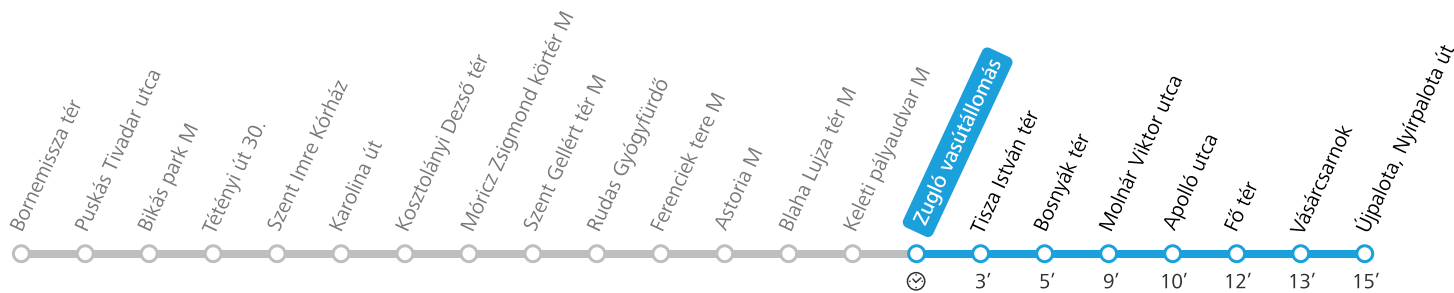 Bornemissza tér
Puskás Tivadar utca
Bikás park M
Tétényi út 30.
Szent Imre Kórház
Karolina út
Kosztolányi Dezső tér
Móricz Zsigmond körtér M
Szent Gellért tér M
Rudas Gyógyfürdő
Ferenciek tere M
Astoria M
Blaha Lujza tér M
Keleti pályaudvar M
Zugló vasútállomás
Tisza István tér
Bosnyák tér
Molnár Viktor utca
Apolló utca
Fő tér
Vásárcsarnok
Újpalota, Nyírpalota út
3’ 5’ 9’ 10’ 12’ 13’ 15’